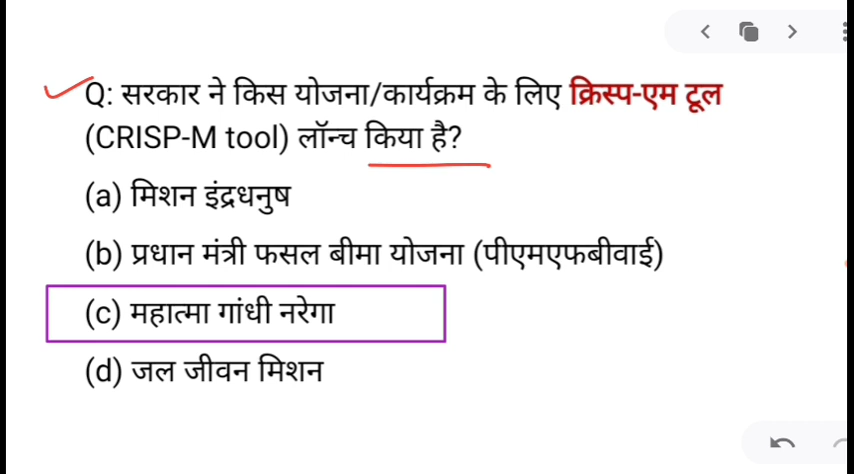 Q: सरकार ने किस योजना/कार्यक्रम के लिए क्रिस्प-एम टूल
(CRISP-M tool) लॉन्च किया है?
(a) मिशन इंद्रधनुष
(b) प्रधान मंत्री फसल बीमा योजना (पीएमएफबीवाई)
(c) महात्मा गांधी नरेगा
(d) जल जीवन मिशन